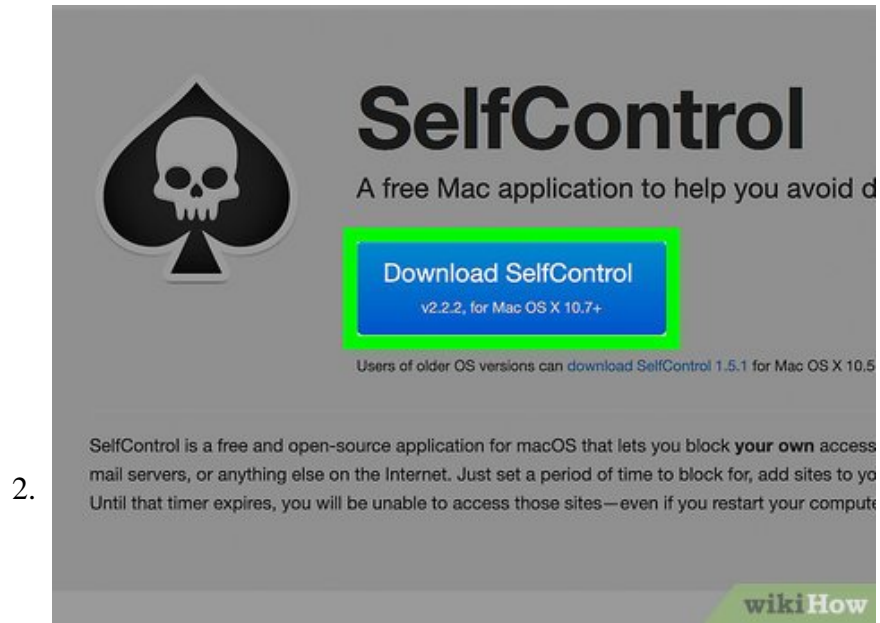 SelfControl
A free Mac application to help you avoid d
Download SelfControl
v2.2.2, for Mac OS X 10.7+
Users of older OS versions can download SelfControl 1.5.1 for Mac OS X 10.5
SelfControl is a free and open-source application for macOS that lets you block your own access
mail servers, or anything else on the Internet. Just set a period of time to block for, add sites to yo
2.
Until that timer expires, you will be unable to access those sites—even if you restart your compute
wikiHow